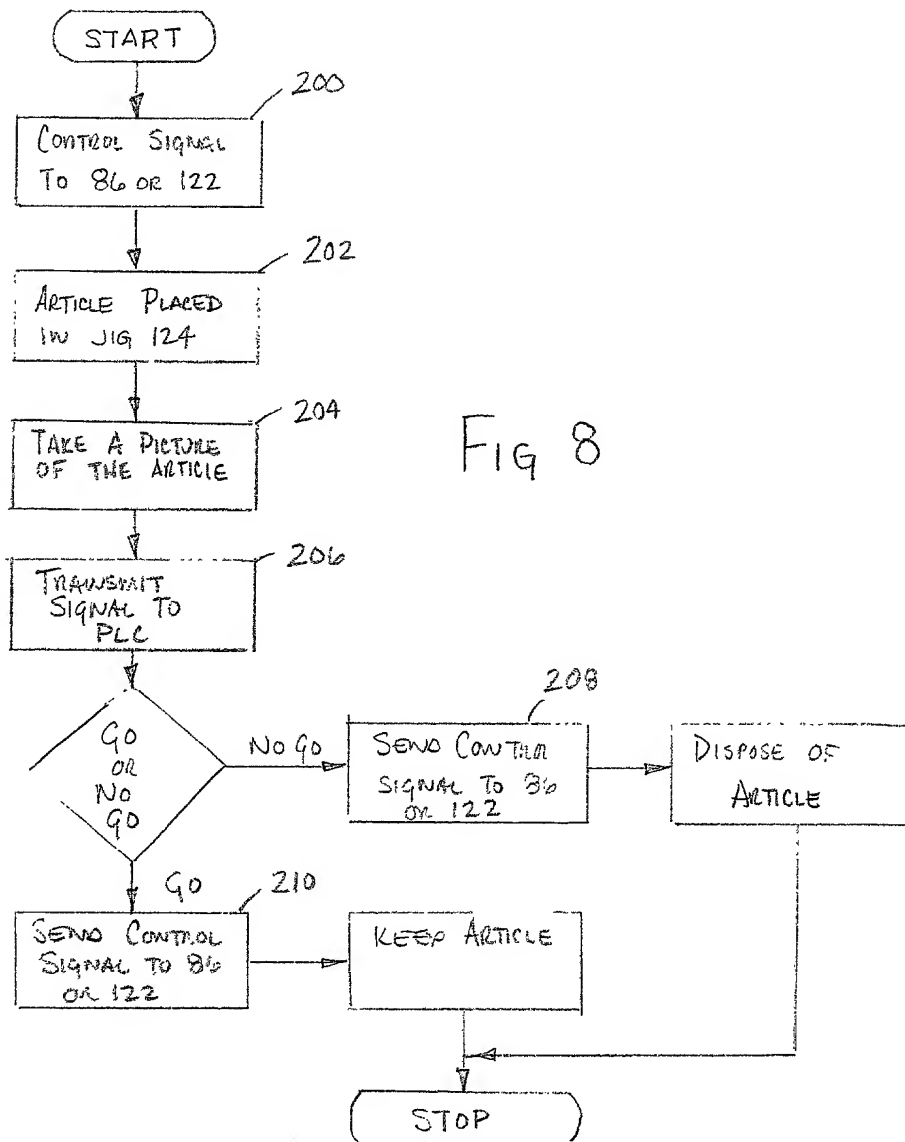 START
200
CONTROL SIGNAL
TO 86 OR 122
202
ARTICLE PLACED
IN JIG 124
204
TAKE A PICTURE
OF THE ARTICLE
FIG 8
206
TRANSMIT
SIGNAL TO
PLC
GO
OR
NO
GO
NO GO
208
SEND CONTROL
SIGNAL TO 86
OR 122
DISPOSE OF
ARTICLE
GO
210
SEND CONTROL
SIGNAL TO 86
OR 122
KEEP ARTICLE
STOP